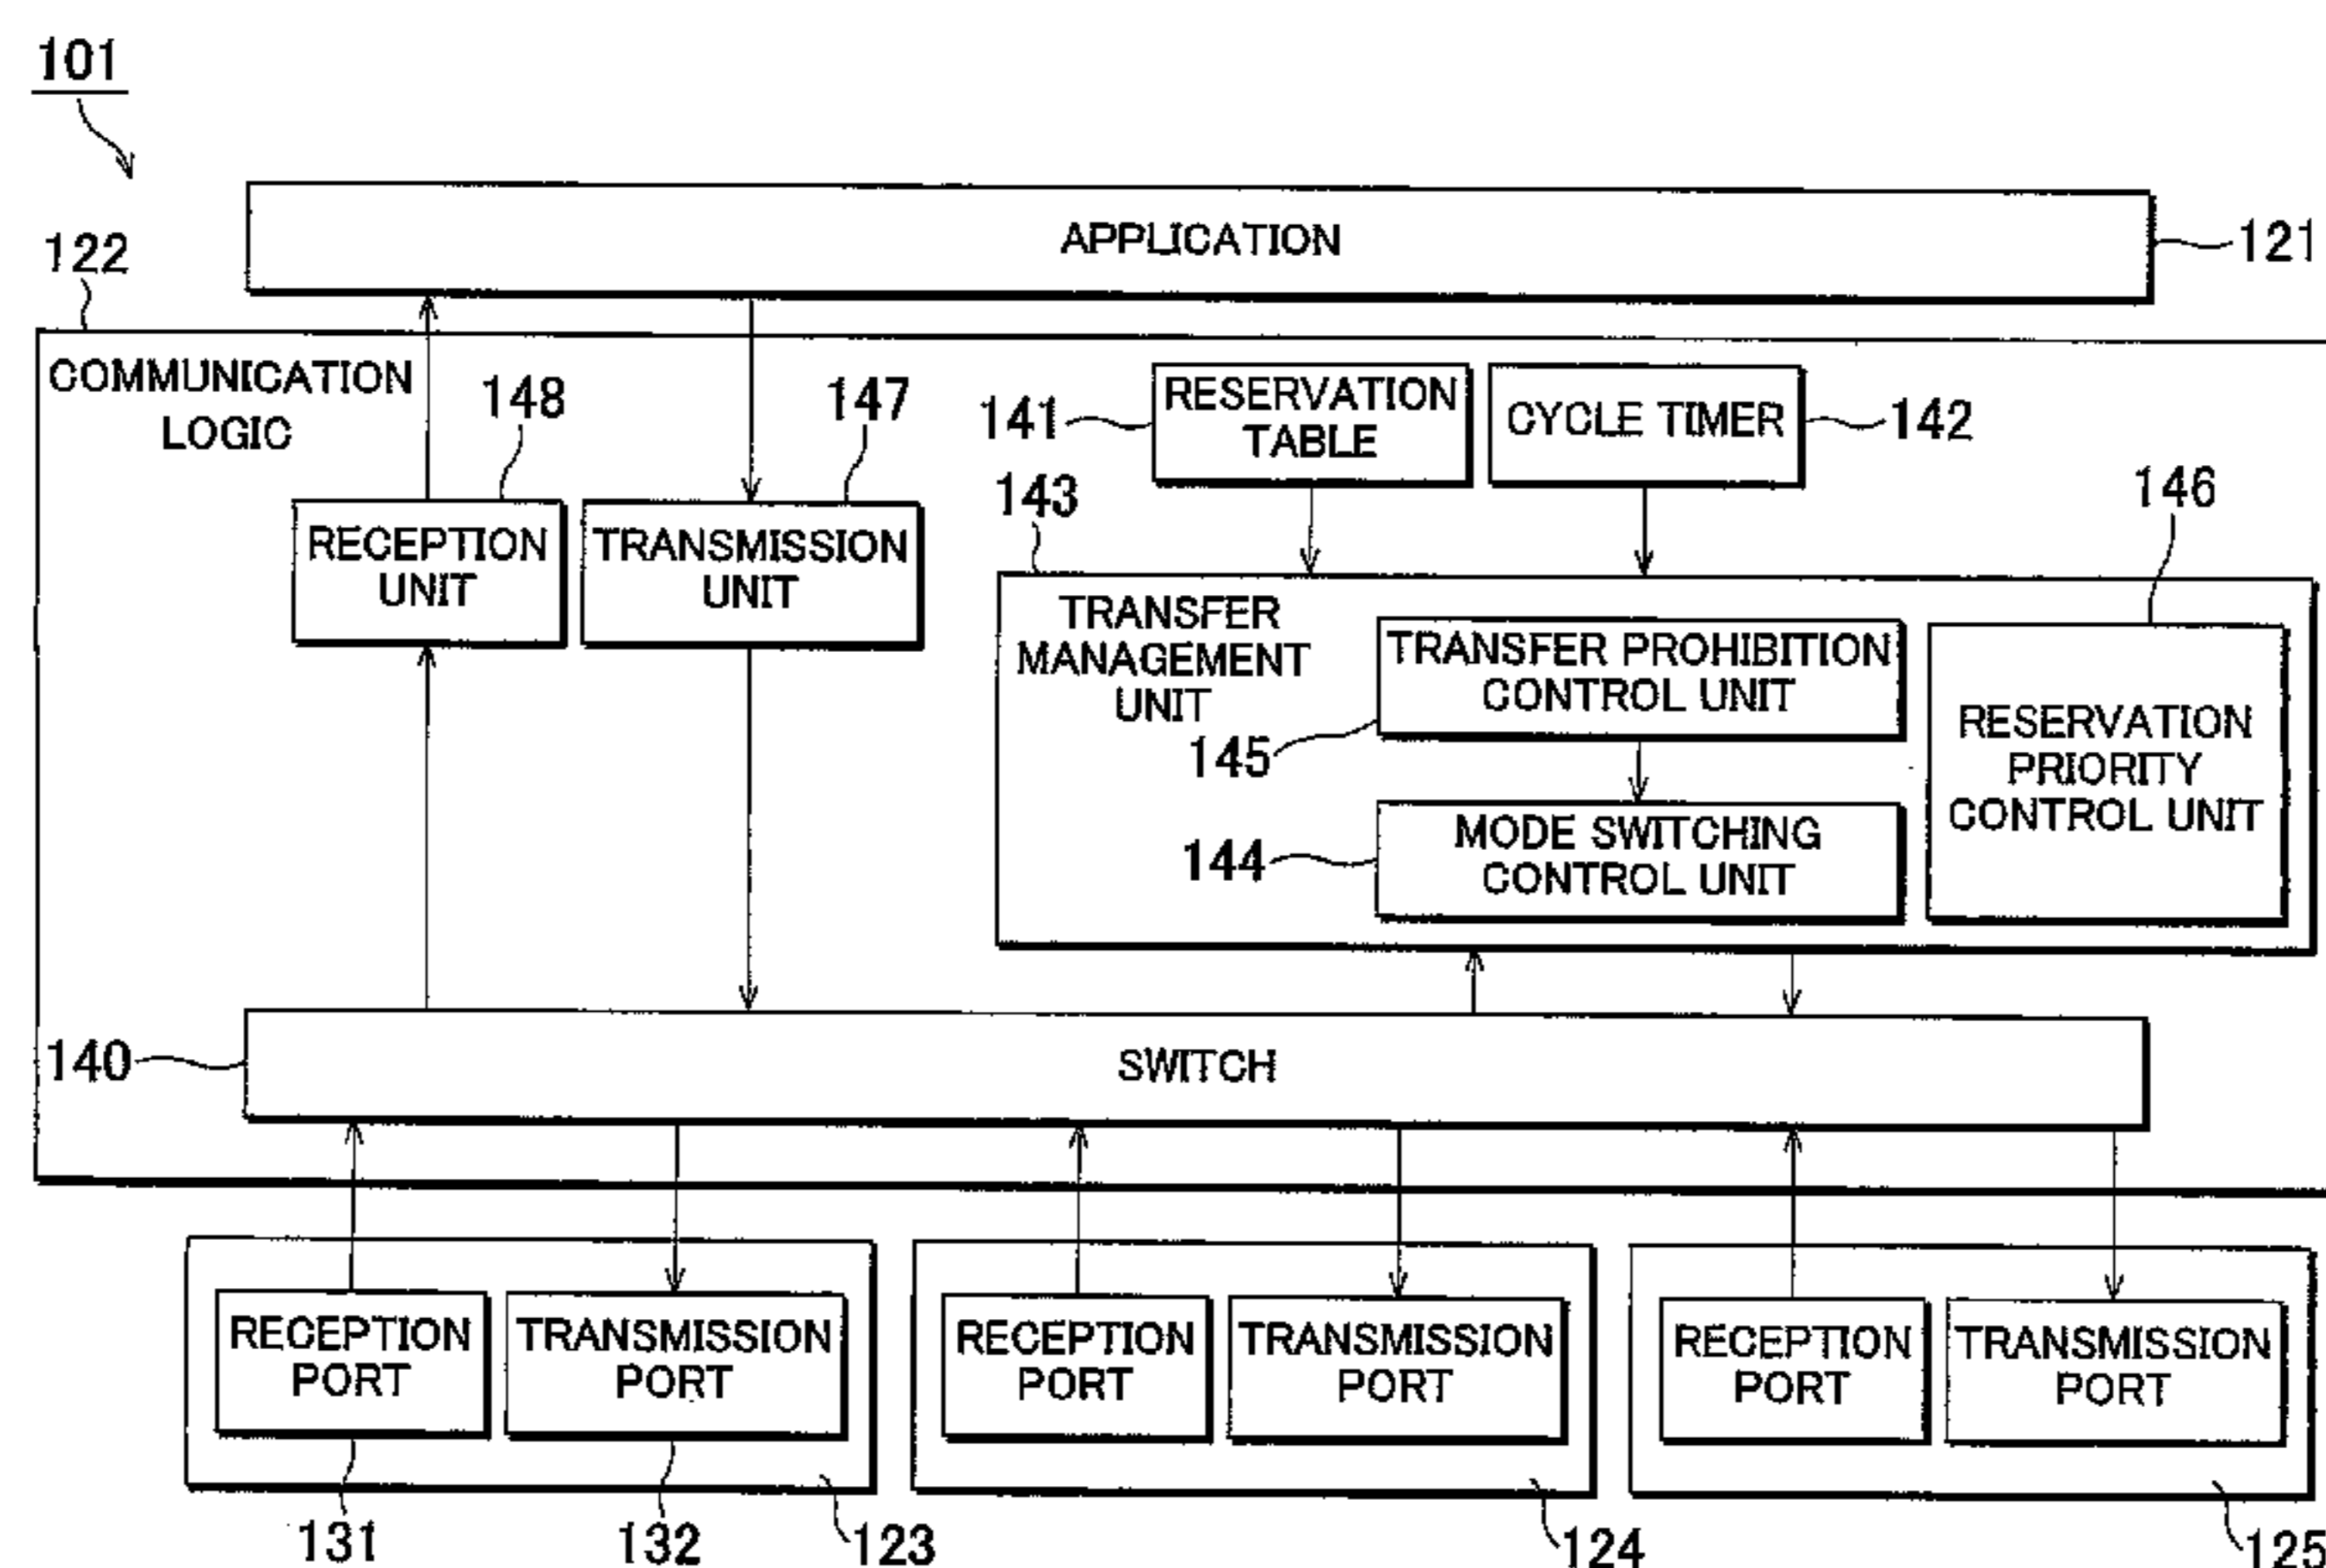 101
APPLICATION
121
122
COMMUNICATION
LOGIC
148
147
RECEPTION
UNIT
TRANSMISSION
UNIT
141
RESERVATION
TABLE
CYCLE TIMER
142
143
146
TRANSFER
MANAGEMENT
UNIT
TRANSFER PROHIBITION
CONTROL UNIT
145
MODE SWITCHING
CONTROL UNIT
144
RESERVATION
PRIORITY
CONTROL UNIT
140
SWITCH
RECEPTION
PORT
TRANSMISSION
PORT
RECEPTION
PORT
TRANSMISSION
PORT
RECEPTION
PORT
TRANSMISSION
PORT
131
132
123
124
125